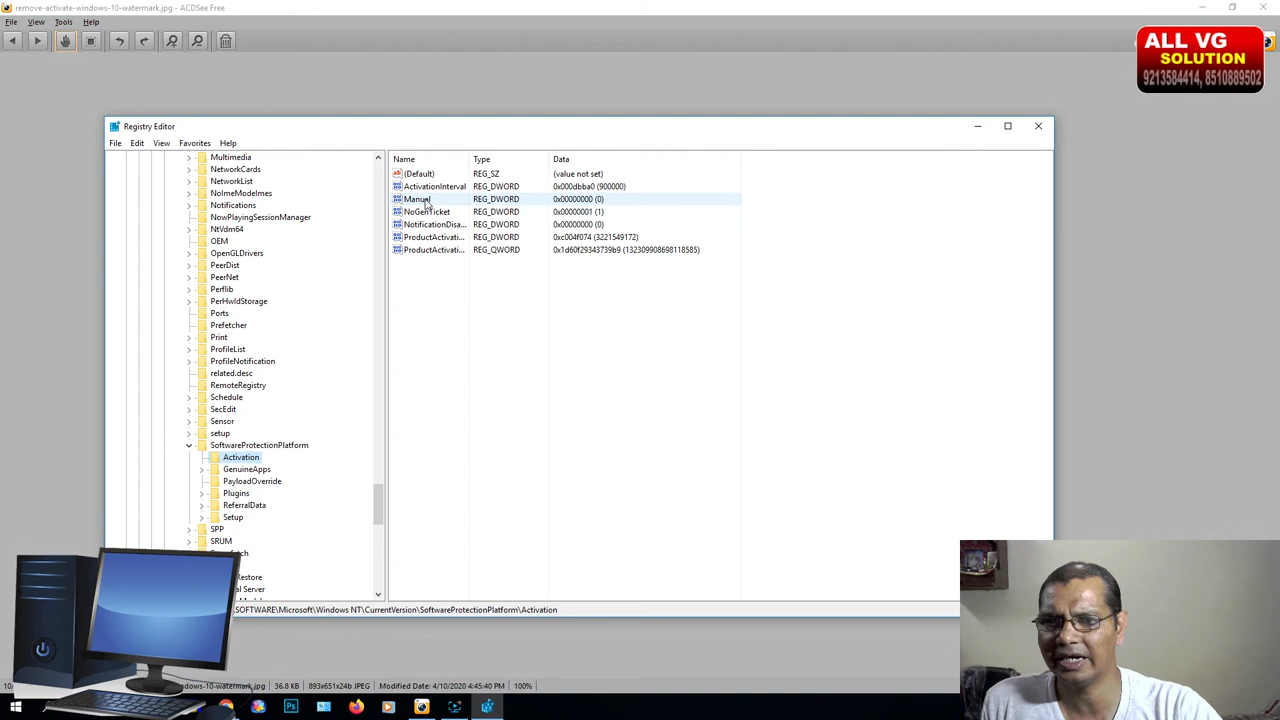 remove-activate-windows-10-watermark.jpg - ACDSee Free
File View Tools Help
ALL VG
SOLUTION
9213584414, 8510889502
Registry Editor
File Edit View Favorites Help
Multimedia
NetworkCards
NetworkList
NoImeModeImes
Notifications
NowPlayingSessionManager
NtVdm64
OEM
OpenGLDrivers
PeerDist
PeerNet
Perflib
PerHwIdStorage
Ports
Prefetcher
Print
ProfileList
ProfileNotification
related.desc
RemoteRegistry
Schedule
SecEdit
Sensor
setup
SoftwareProtectionPlatform
Activation
GenuineApps
PayloadOverride
Plugins
ReferralData
Setup
SPP
SRUM
Name Type Data
(Default) REG_SZ (value not set)
ActivationInterval REG_DWORD 0x000dbba0 (900000)
Manual REG_DWORD 0x00000000 (0)
NoGenTicket REG_DWORD 0x00000001 (1)
NotificationDisa... REG_DWORD 0x00000000 (0)
ProductActivati... REG_DWORD 0xc004f074 (3221549172)
ProductActivati... REG_QWORD 0x1d60f29343739b9 (132309908698118585)
Restore
al Server
SOFTWARE\Microsoft\Windows NT\CurrentVersion\SoftwareProtectionPlatform\Activation
10/
ws-10-watermark.jpg 36.8 KB 893x651x24b JPEG Modified Date: 4/10/2020 4:45:40 PM 100%